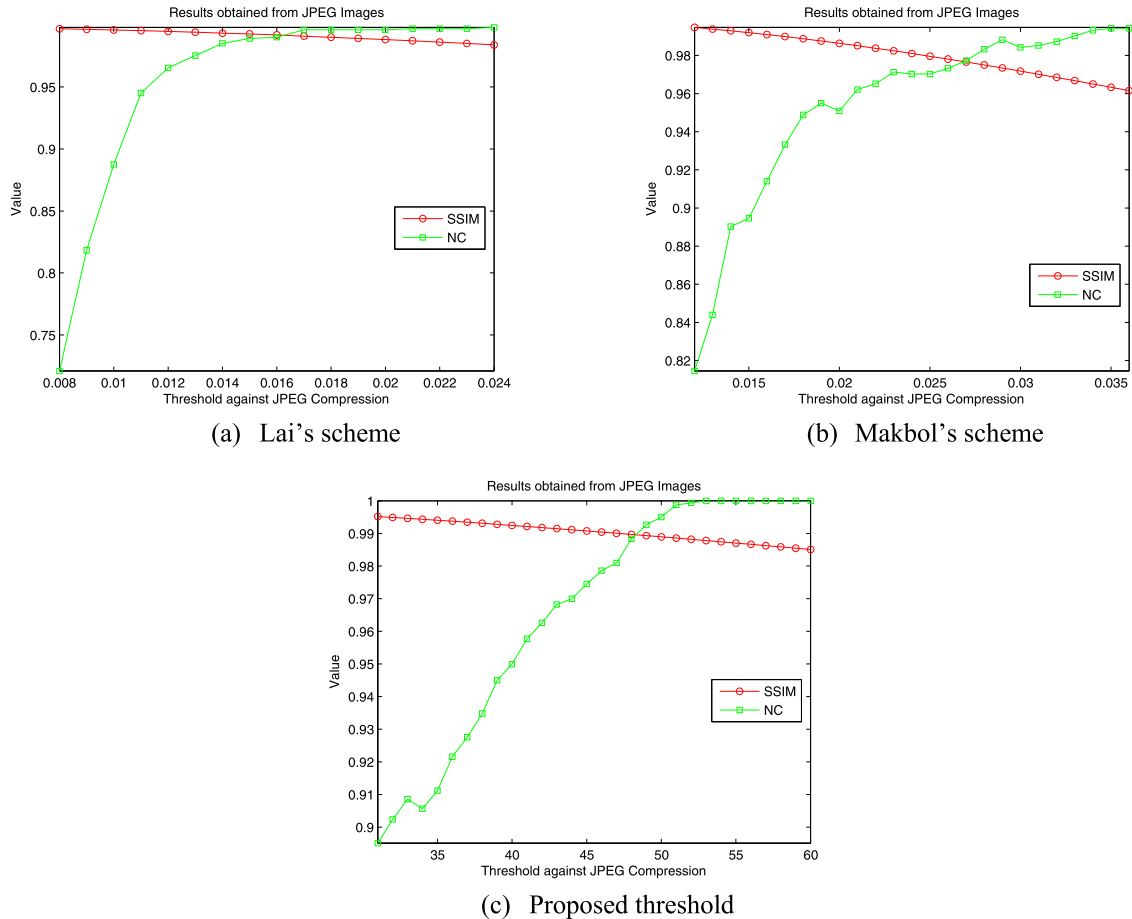 Results obtained from JPEG Images
0.95
0.9
0.85
0.8
0.75
Value
SSIM
NC
0.008 0.01 0.012 0.014 0.016 0.018 0.02 0.022 0.024
Threshold against JPEG Compression
(a) Lai's scheme
Results obtained from JPEG Images
0.98
0.96
0.94
0.92
0.9
0.88
0.86
0.84
0.82
Value
SSIM
NC
0.015 0.02 0.025 0.03 0.035
Threshold against JPEG Compression
(b) Makbol's scheme
Results obtained from JPEG Images
1
0.99
0.98
0.97
0.96
0.95
0.94
0.93
0.92
0.91
0.9
Value
SSIM
NC
35 40 45 50 55 60
Threshold against JPEG Compression
(c) Proposed threshold